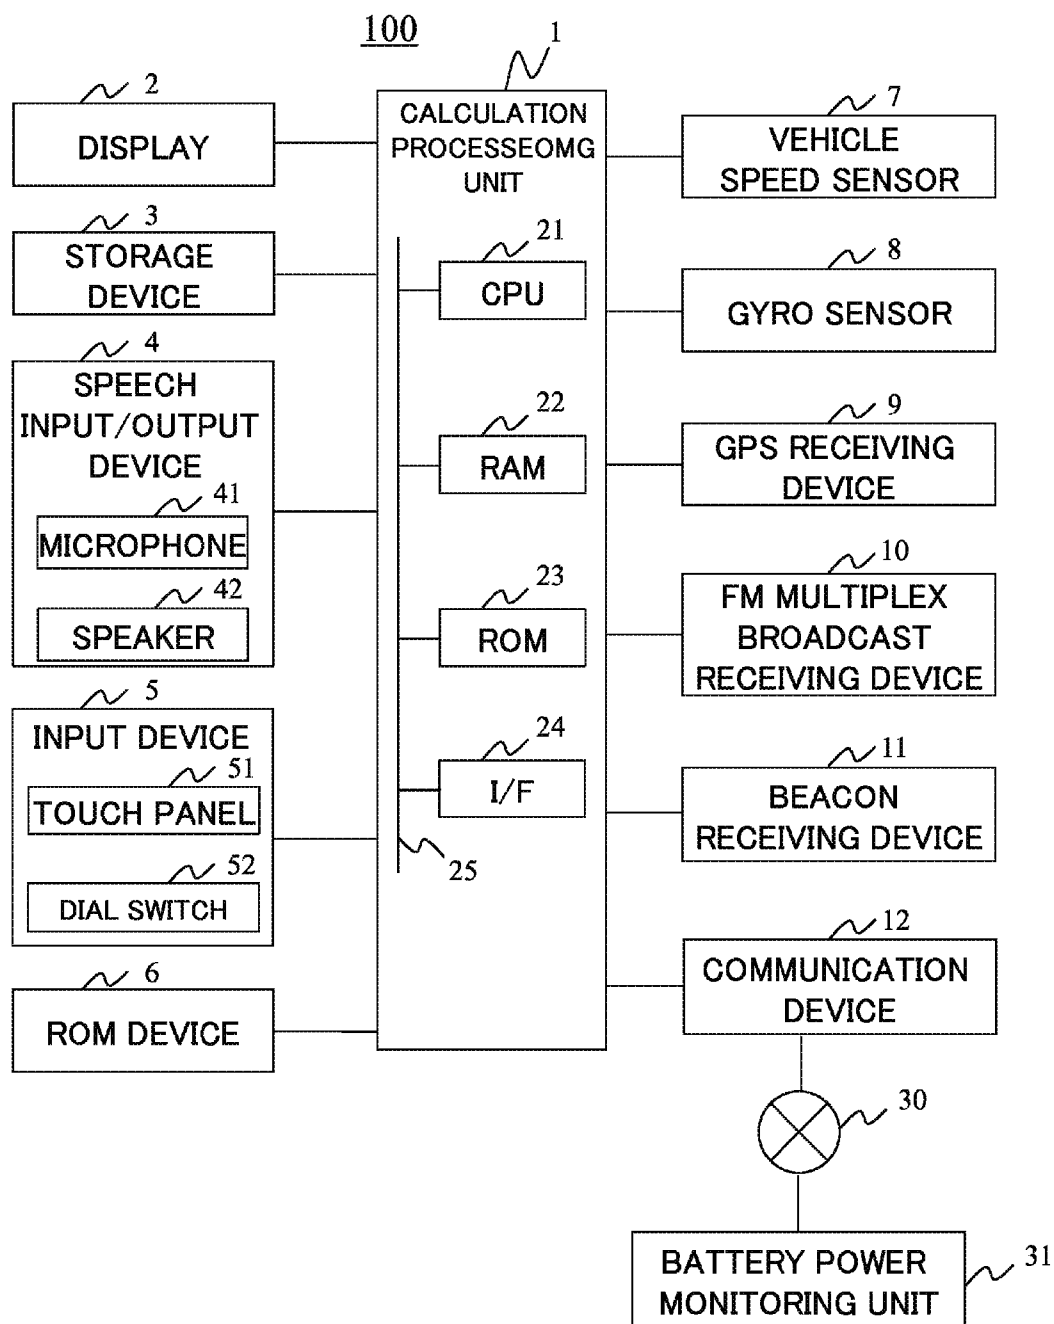 100
1
CALCULATION
PROCESSEOMG
UNIT
2
DISPLAY
3
STORAGE
DEVICE
4
SPEECH
INPUT/OUTPUT
DEVICE
41
MICROPHONE
42
SPEAKER
5
INPUT DEVICE
51
TOUCH PANEL
52
DIAL SWITCH
6
ROM DEVICE
21
CPU
22
RAM
23
ROM
24
I/F
25
7
VEHICLE
SPEED SENSOR
8
GYRO SENSOR
9
GPS RECEIVING
DEVICE
10
FM MULTIPLEX
BROADCAST
RECEIVING DEVICE
11
BEACON
RECEIVING DEVICE
12
COMMUNICATION
DEVICE
30
31
BATTERY POWER
MONITORING UNIT